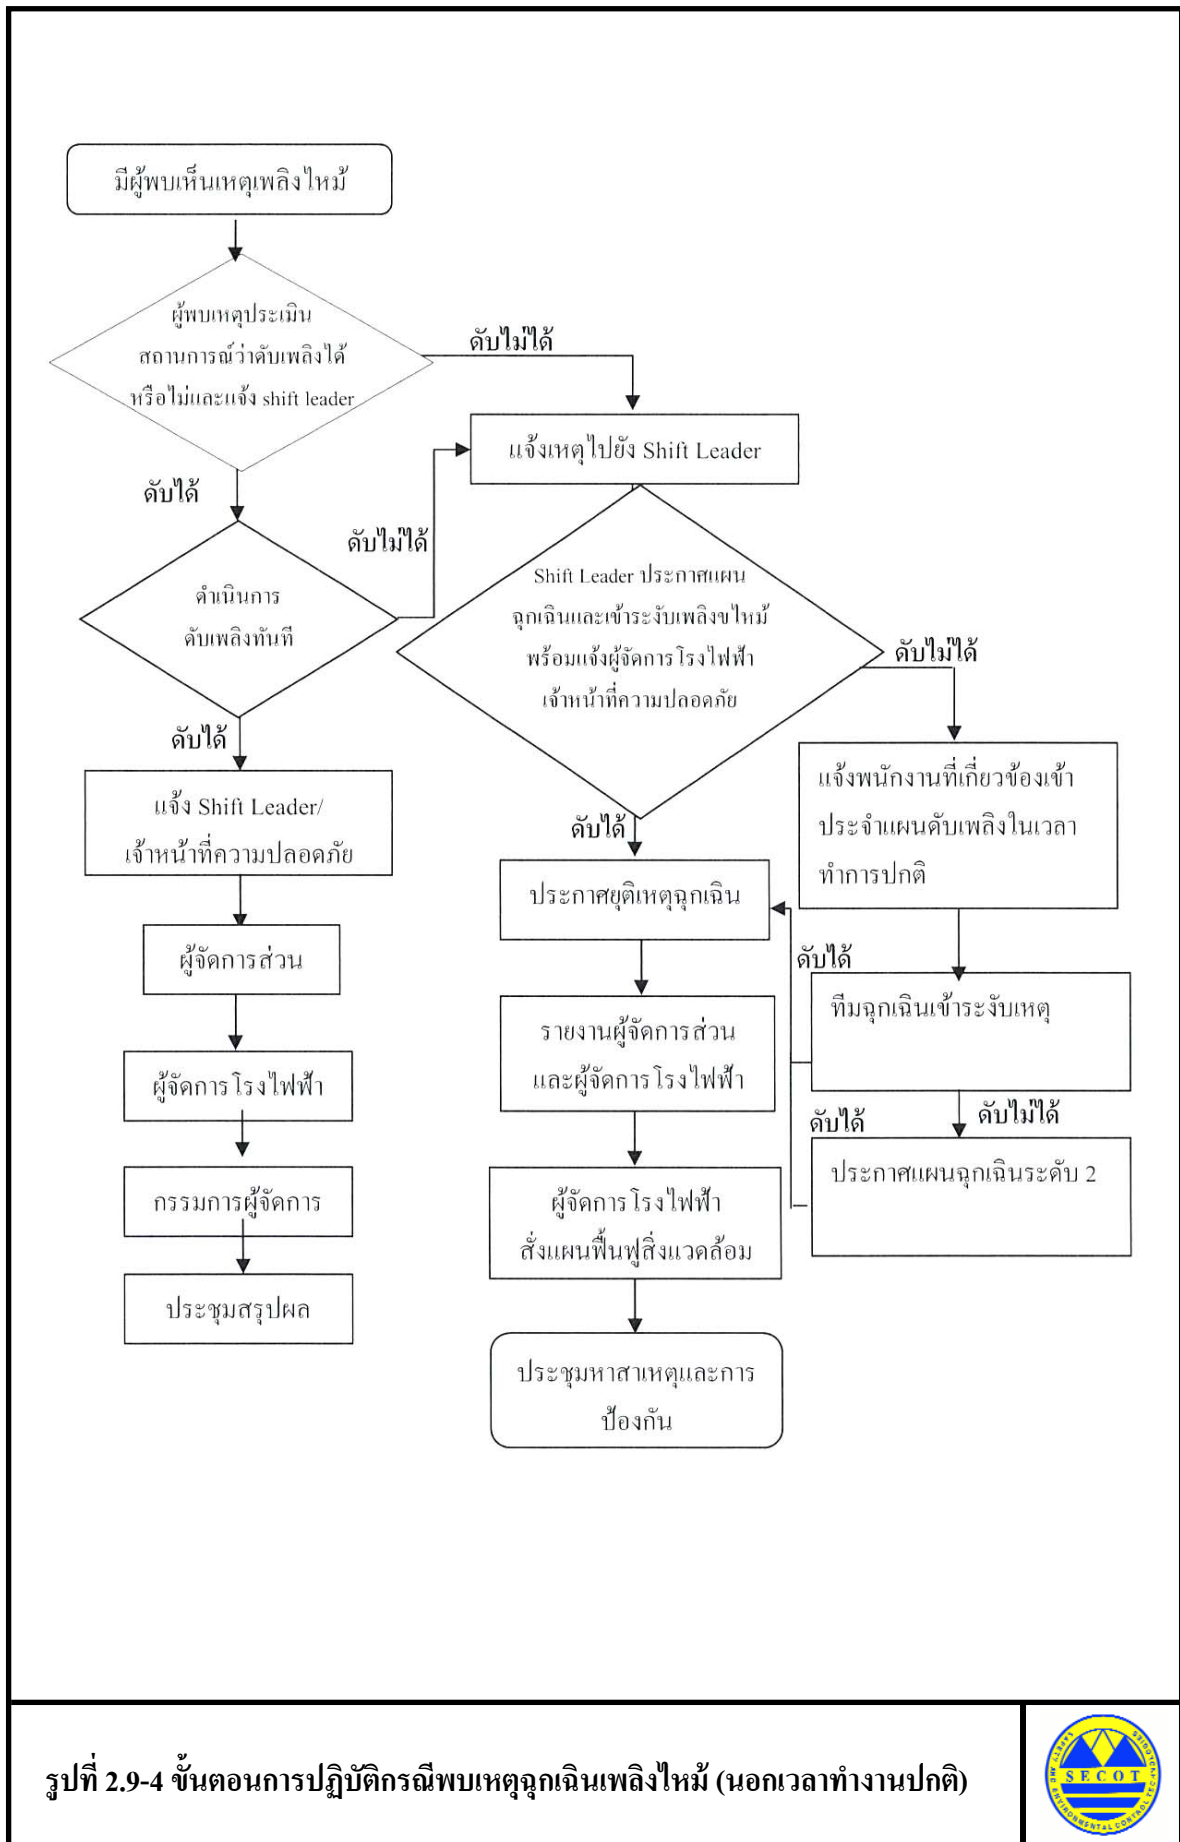 มีผู้พบเห็นเหตุเพลิงไหม้
ผู้พบเหตุประเมิน
สถานการณ์ว่าดับเพลิงได้
หรือไม่และแจ้ง shift leader
ดับไม่ได้
แจ้งเหตุไปยัง Shift Leader
ดับได้
ดับไม่ได้
ดำเนินการ
ดับเพลิงทันที
Shift Leader ประกาศแผน
ฉุกเฉินและเข้าระงับเพลิงขไหม้
พร้อมแจ้งผู้จัดการโรงไฟฟ้า
เจ้าหน้าที่ความปลอดภัย
ดับไม่ได้
ดับได้
แจ้ง Shift Leader/
เจ้าหน้าที่ความปลอดภัย
แจ้งพนักงานที่เกี่ยวข้องเข้า
ประจำแผนดับเพลิงในเวลา
ทำการปกติ
ดับได้
ประกาศยุติเหตุฉุกเฉิน
ผู้จัดการส่วน
ดับได้
ทีมฉุกเฉินเข้าระงับเหตุ
รายงานผู้จัดการส่วน
และผู้จัดการโรงไฟฟ้า
ผู้จัดการโรงไฟฟ้า
ดับได้
ดับไม่ได้
ประกาศแผนฉุกเฉินระดับ 2
กรรมการผู้จัดการ
ผู้จัดการโรงไฟฟ้า
สั่งแผนฟื้นฟูสิ่งแวดล้อม
ประชุมสรุปผล
ประชุมหาสาเหตุและการ
ป้องกัน
รูปที่ 2.9-4 ขั้นตอนการปฏิบัติกรณีพบเหตุฉุกเฉินเพลิงไหม้ (นอกเวลาทำงานปกติ)
SECOT
SAFETY AND ENVIRONMENTAL CONTROL TECHNOLOGIES